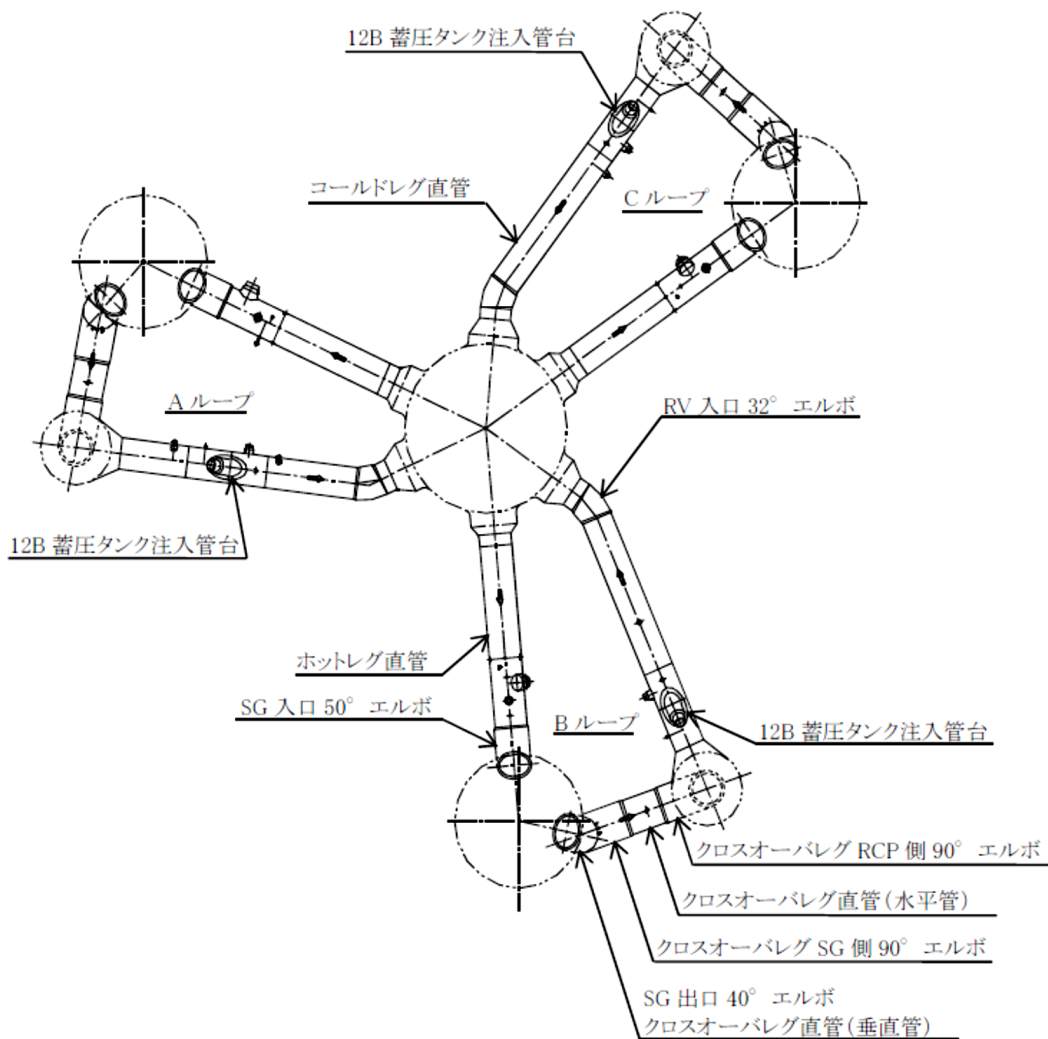 12B 蓄圧タンク注入管台
コールドレグ直管
C ループ
A ループ
RV 入口 32° エルボ
12B 蓄圧タンク注入管台
ホットレグ直管
SG 入口 50° エルボ
B ループ
12B 蓄圧タンク注入管台
クロスオーバレグ RCP 側 90° エルボ
クロスオーバレグ直管(水平管)
クロスオーバレグ SG 側 90° エルボ
SG 出口 40° エルボ
クロスオーバレグ直管(垂直管)